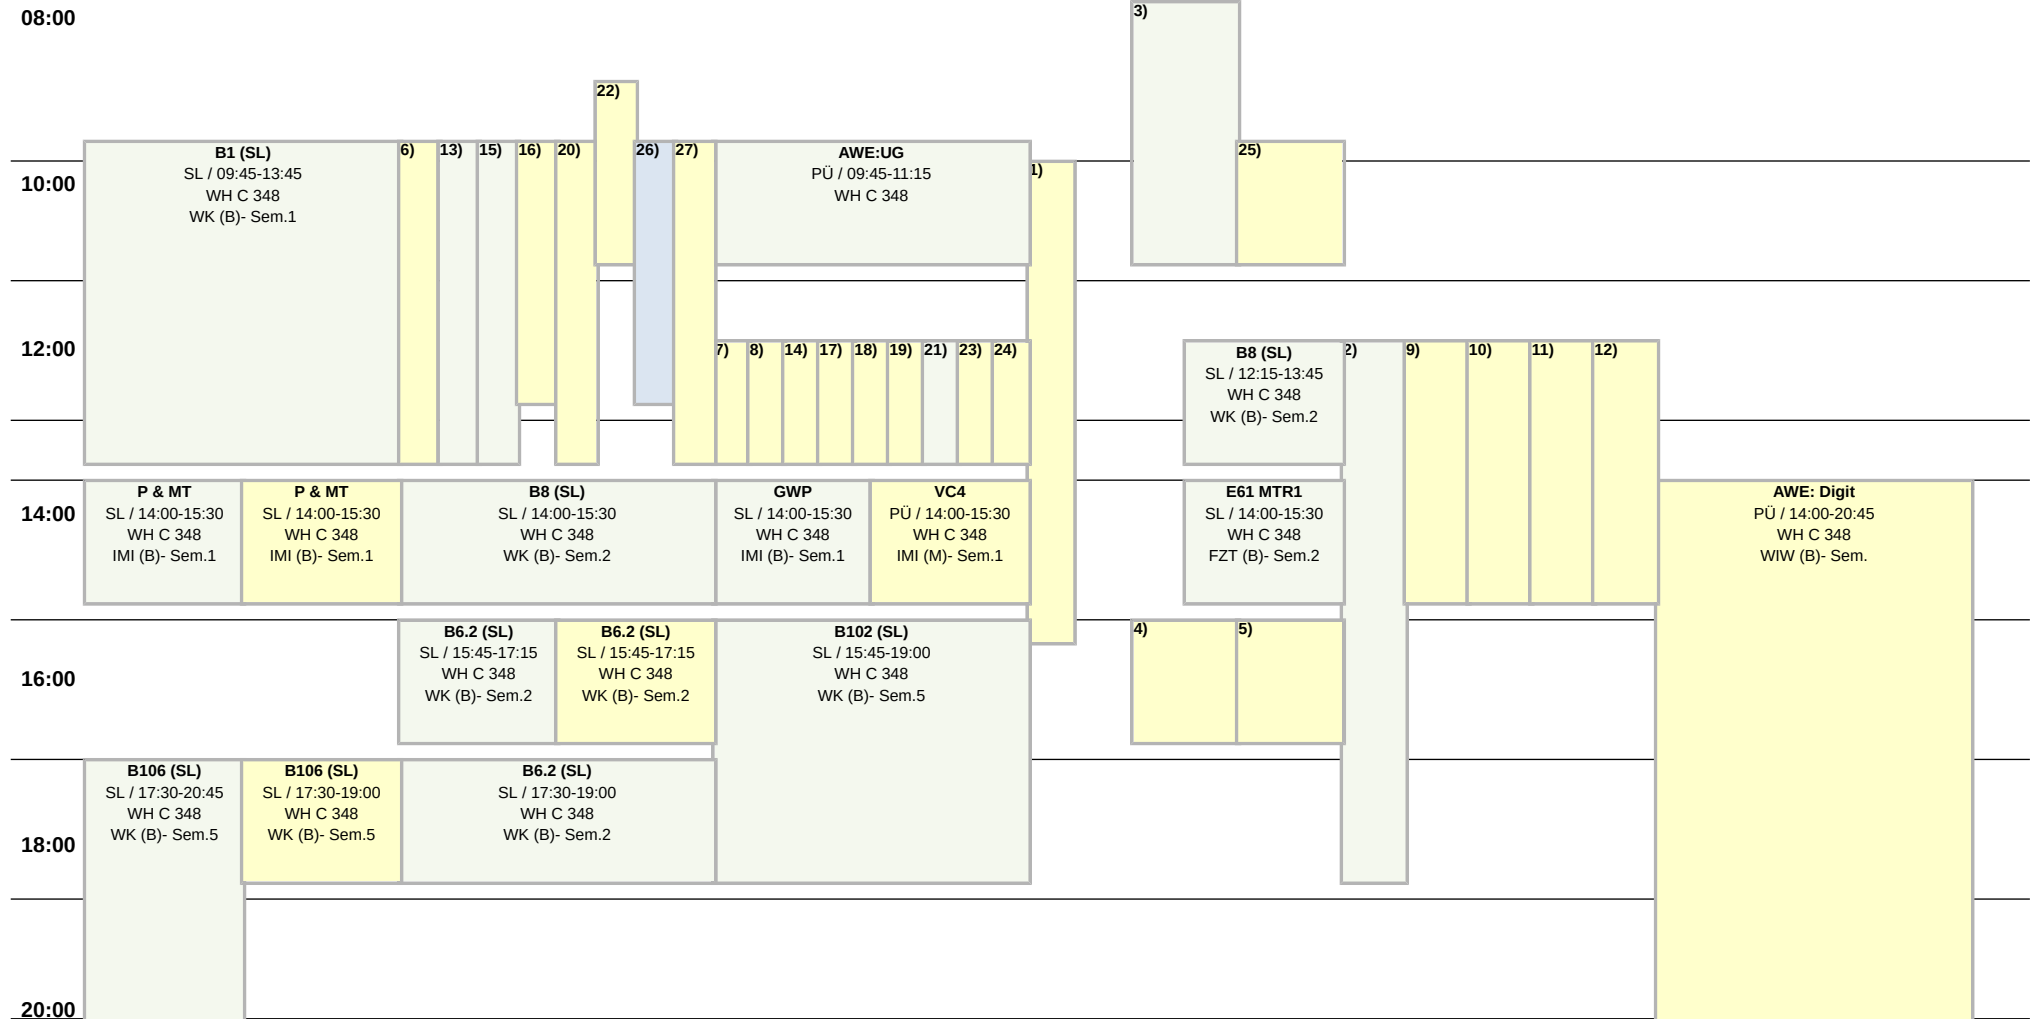 08:00
3)
22)
B1 (SL)
SL / 09:45-13:45
WH C 348
WK (B)- Sem.1
6)
13)
15)
16)
20)
26)
27)
AWE:UG
PÜ / 09:45-11:15
WH C 348
1)
25)
10:00
12:00
7)
8)
14)
17)
18)
19)
21)
23)
24)
B8 (SL)
SL / 12:15-13:45
WH C 348
WK (B)- Sem.2
2)
9)
10)
11)
12)
14:00
P & MT
SL / 14:00-15:30
WH C 348
IMI (B)- Sem.1
P & MT
SL / 14:00-15:30
WH C 348
IMI (B)- Sem.1
B8 (SL)
SL / 14:00-15:30
WH C 348
WK (B)- Sem.2
GWP
SL / 14:00-15:30
WH C 348
IMI (B)- Sem.1
VC4
PÜ / 14:00-15:30
WH C 348
IMI (M)- Sem.1
E61 MTR1
SL / 14:00-15:30
WH C 348
FZT (B)- Sem.2
AWE: Digit
PÜ / 14:00-20:45
WH C 348
WIW (B)- Sem.
16:00
B6.2 (SL)
SL / 15:45-17:15
WH C 348
WK (B)- Sem.2
B6.2 (SL)
SL / 15:45-17:15
WH C 348
WK (B)- Sem.2
B102 (SL)
SL / 15:45-19:00
WH C 348
WK (B)- Sem.5
4)
5)
18:00
B106 (SL)
SL / 17:30-20:45
WH C 348
WK (B)- Sem.5
B106 (SL)
SL / 17:30-19:00
WH C 348
WK (B)- Sem.5
B6.2 (SL)
SL / 17:30-19:00
WH C 348
WK (B)- Sem.2
20:00